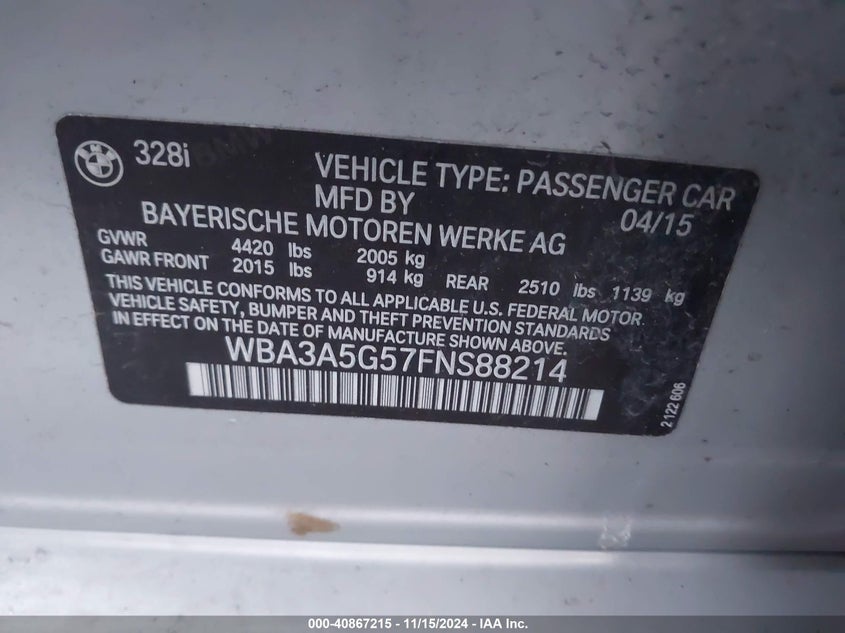 BMW
328i
VEHICLE TYPE: PASSENGER CAR
MFD BY 04/15
BAYERISCHE MOTOREN WERKE AG
GVWR 4420 lbs 2005 kg
GAWR FRONT 2015 lbs 914 kg REAR 2510 lbs 1139 kg
THIS VEHICLE CONFORMS TO ALL APPLICABLE U.S. FEDERAL MOTOR
VEHICLE SAFETY, BUMPER AND THEFT PREVENTION STANDARDS
IN EFFECT ON THE DATE OF MANUFACTURE SHOWN ABOVE.
WBA3A5G57FNS88214
2 122 606
000-40867215 - 11/15/2024 - IAA Inc.